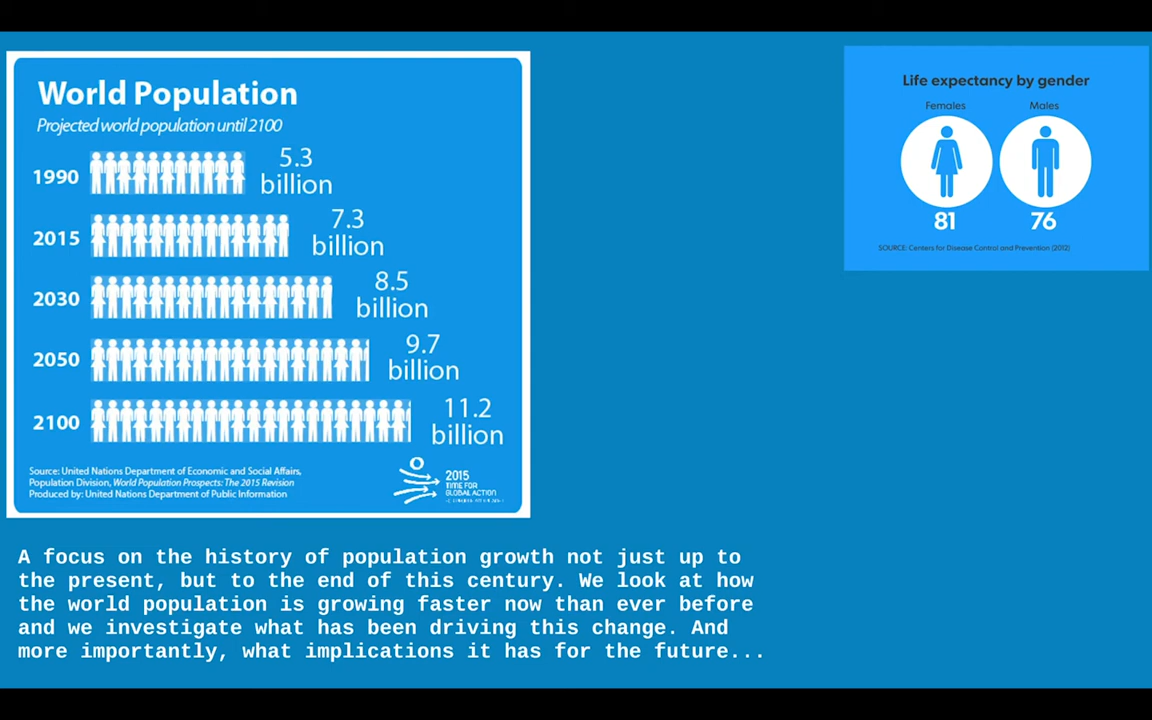 World Population
Projected world population until 2100
1990
5.3
billion
2015
7.3
billion
2030
8.5
billion
2050
9.7
billion
2100
11.2
billion
Source: United Nations Department of Economic and Social Affairs,
Population Division, World Population Prospects: The 2015 Revision
Produced by: United Nations Department of Public Information
2015
TIME FOR
GLOBAL ACTION
Life expectancy by gender
Females Males
81 76
SOURCE: Centers for Disease Control and Prevention (2012)
A focus on the history of population growth not just up to
the present, but to the end of this century. We look at how
the world population is growing faster now than ever before
and we investigate what has been driving this change. And
more importantly, what implications it has for the future...